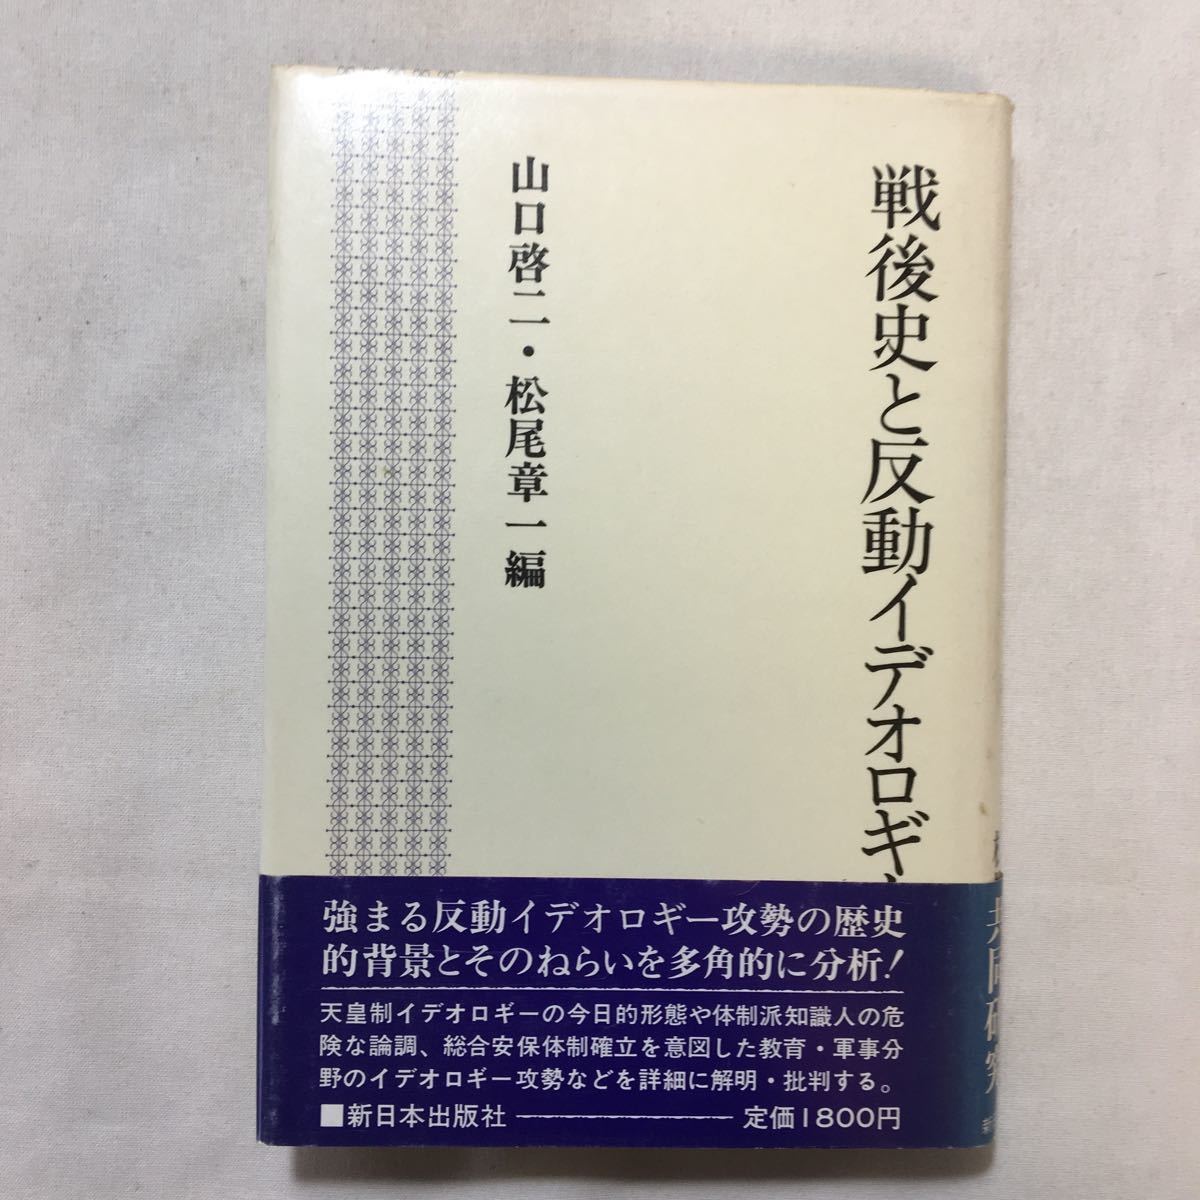 戦後史と反動イデオロギー
山口啓二・松尾章一編
強まる反動イデオロギー攻勢の歴史
的背景とそのねらいを多角的に分析!
天皇制イデオロギーの今日的形態や体制派知識人の危
険な論調、総合安保体制確立を意図した教育・軍事分
野のイデオロギー攻勢などを詳細に解明・批判する。
■新日本出版社 定価1800円
共同研究